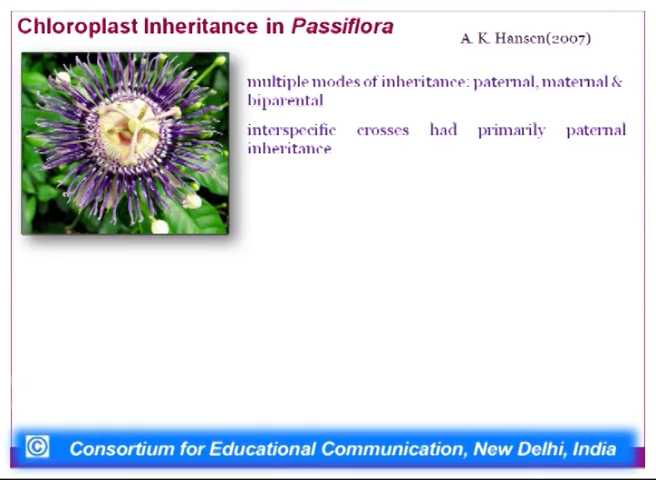 Chloroplast Inheritance in Passiflora
A. K. Hansen(2007)
multiple modes of inheritance: paternal, maternal &
biparental
interspecific crosses had primarily paternal
inheritance
© Consortium for Educational Communication, New Delhi, India